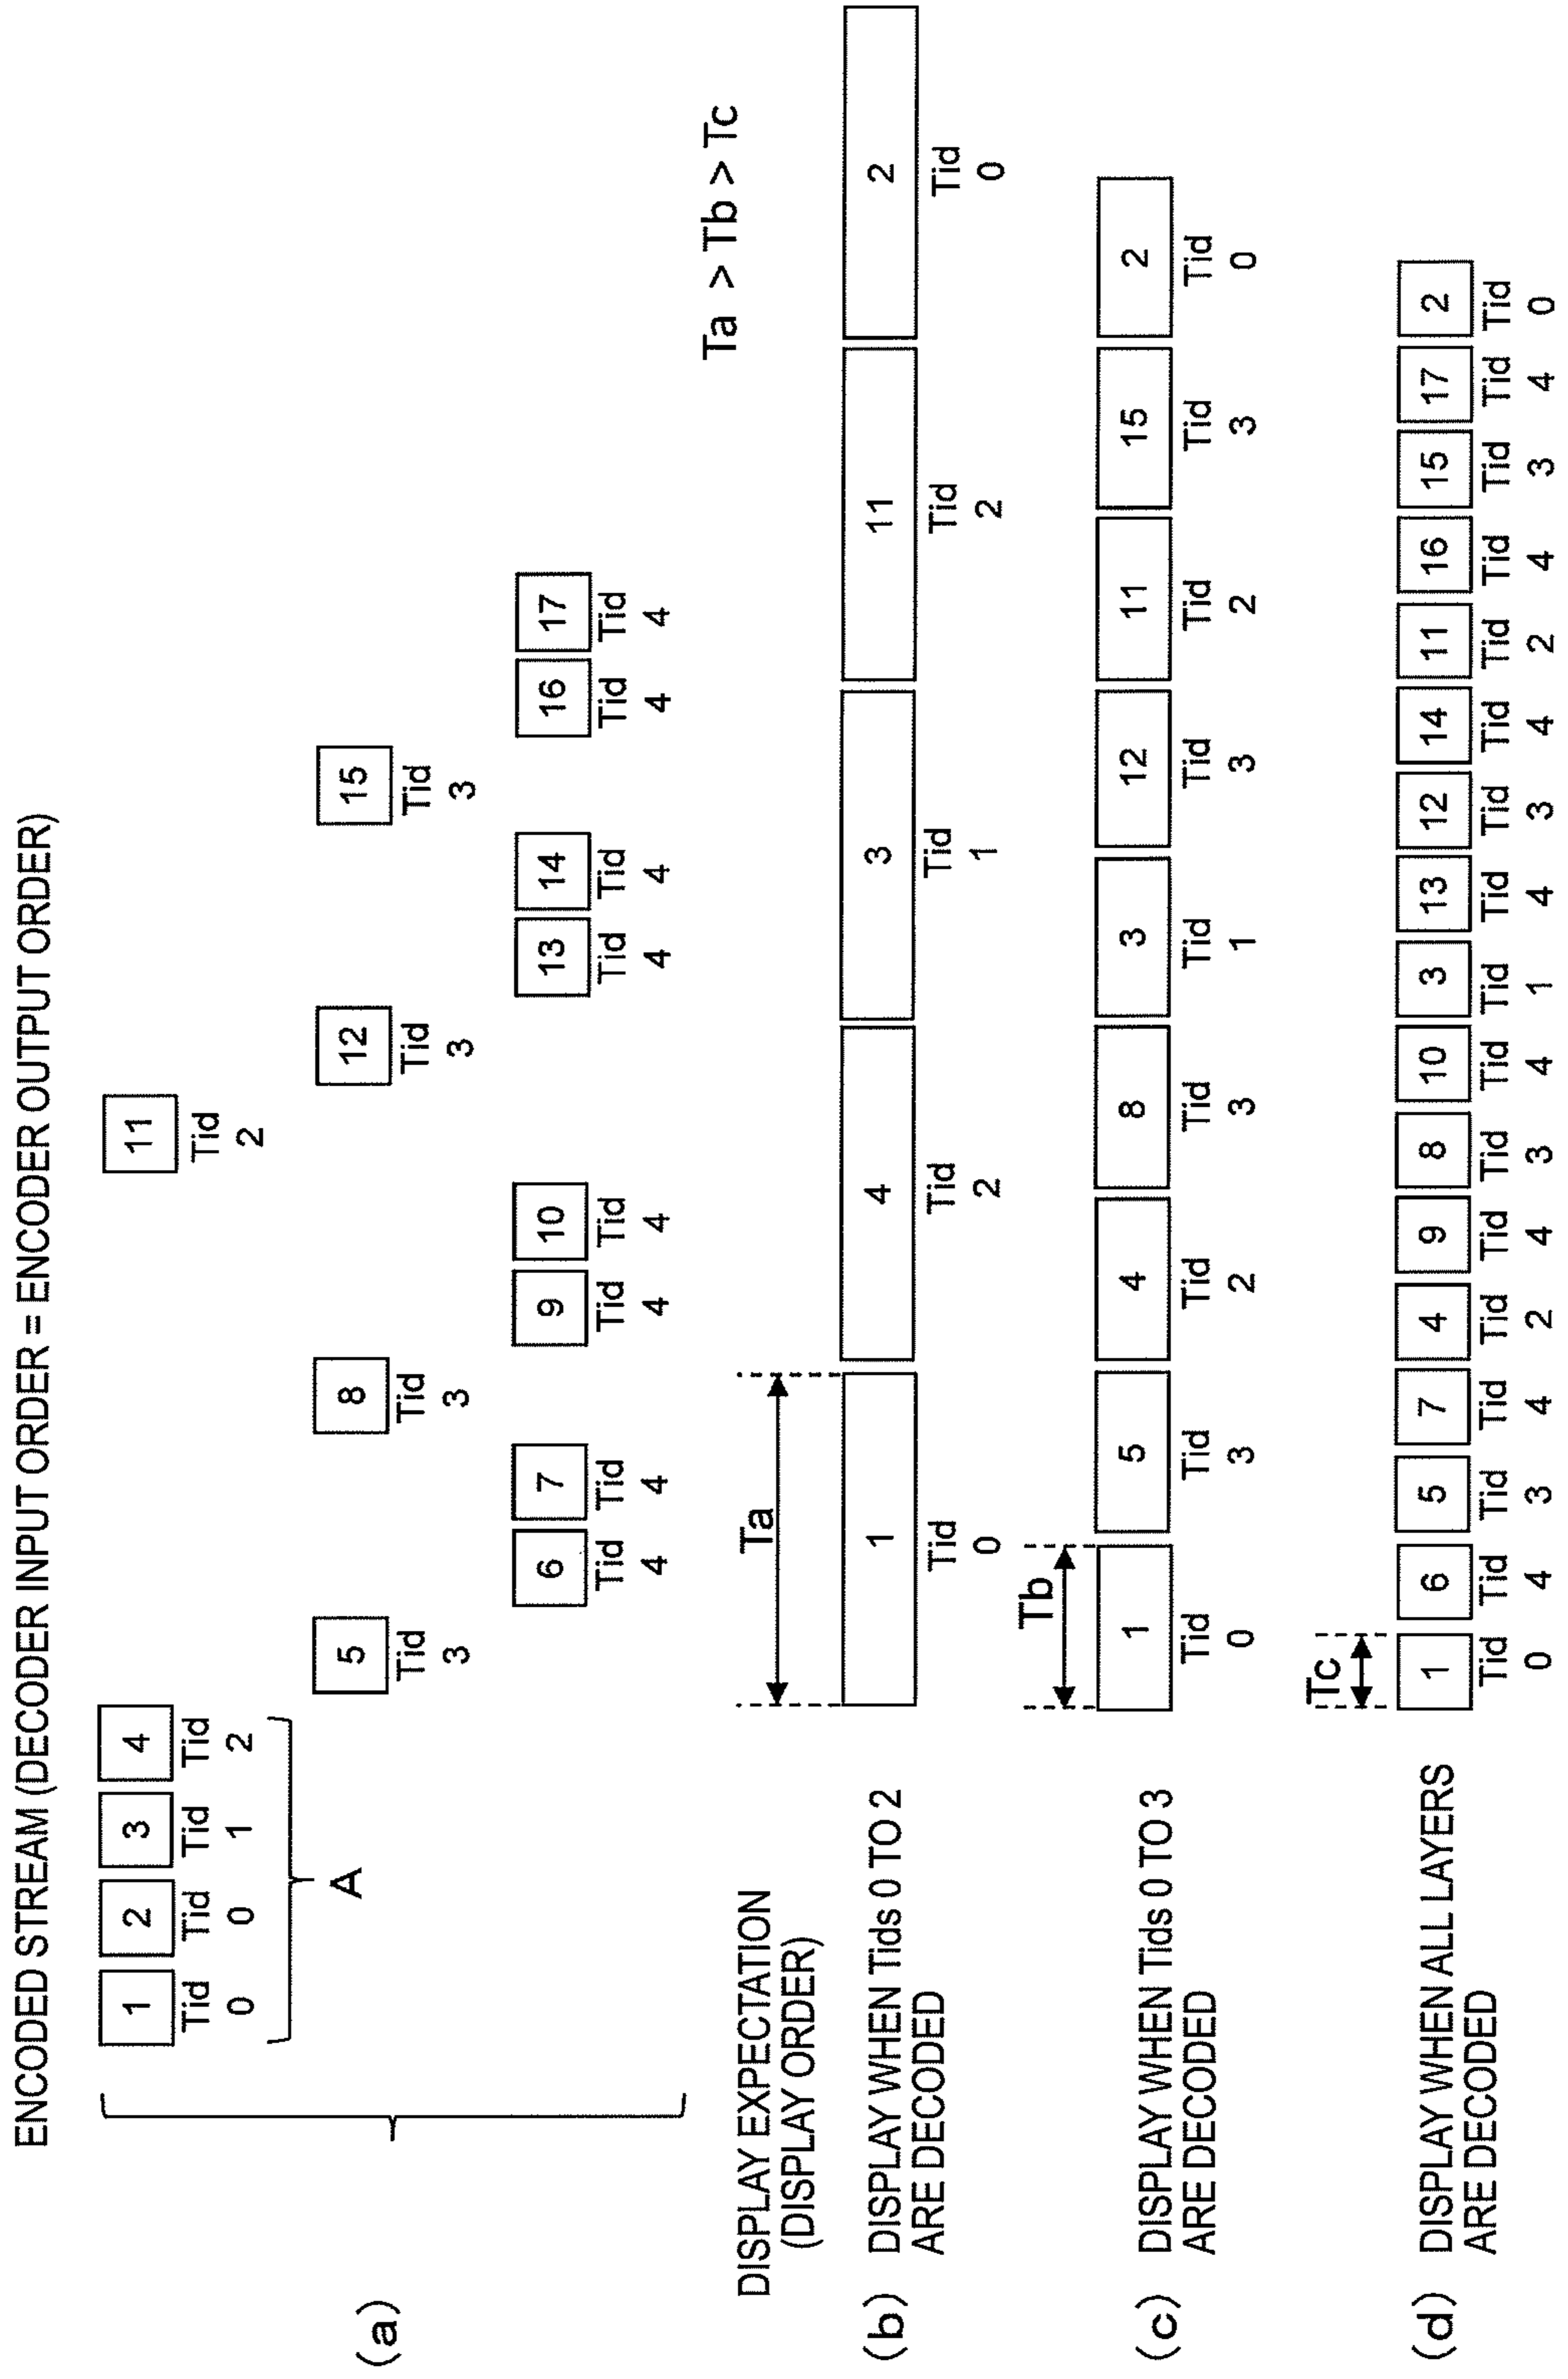 ENCODED STREAM (DECODER INPUT ORDER = ENCODER OUTPUT ORDER)
(a)
1 2 3 4 11
Tid Tid Tid Tid Tid
0 0 1 2 2
A
5 8 12 15
Tid Tid Tid Tid
3 3 3 3
6 7 9 10 13 14 16 17
Tid Tid Tid Tid Tid Tid Tid Tid
4 4 4 4 4 4 4 4
Ta > Tb > Tc
DISPLAY EXPECTATION
(DISPLAY ORDER)
Ta
(b) DISPLAY WHEN Tids 0 TO 2
ARE DECODED
1 4 3 11 2
Tid Tid Tid Tid Tid
0 2 1 2 0
Tb
(c) DISPLAY WHEN Tids 0 TO 3
ARE DECODED
1 5 4 8 3 12 11 15 2
Tid Tid Tid Tid Tid Tid Tid Tid Tid
0 3 2 3 1 3 2 3 0
Tc
(d) DISPLAY WHEN ALL LAYERS
ARE DECODED
1 6 5 7 4 9 8 10 3 13 12 14 11 16 15 17 2
Tid Tid Tid Tid Tid Tid Tid Tid Tid Tid Tid Tid Tid Tid Tid Tid Tid
0 4 3 4 2 4 3 4 1 4 3 4 2 4 3 4 0